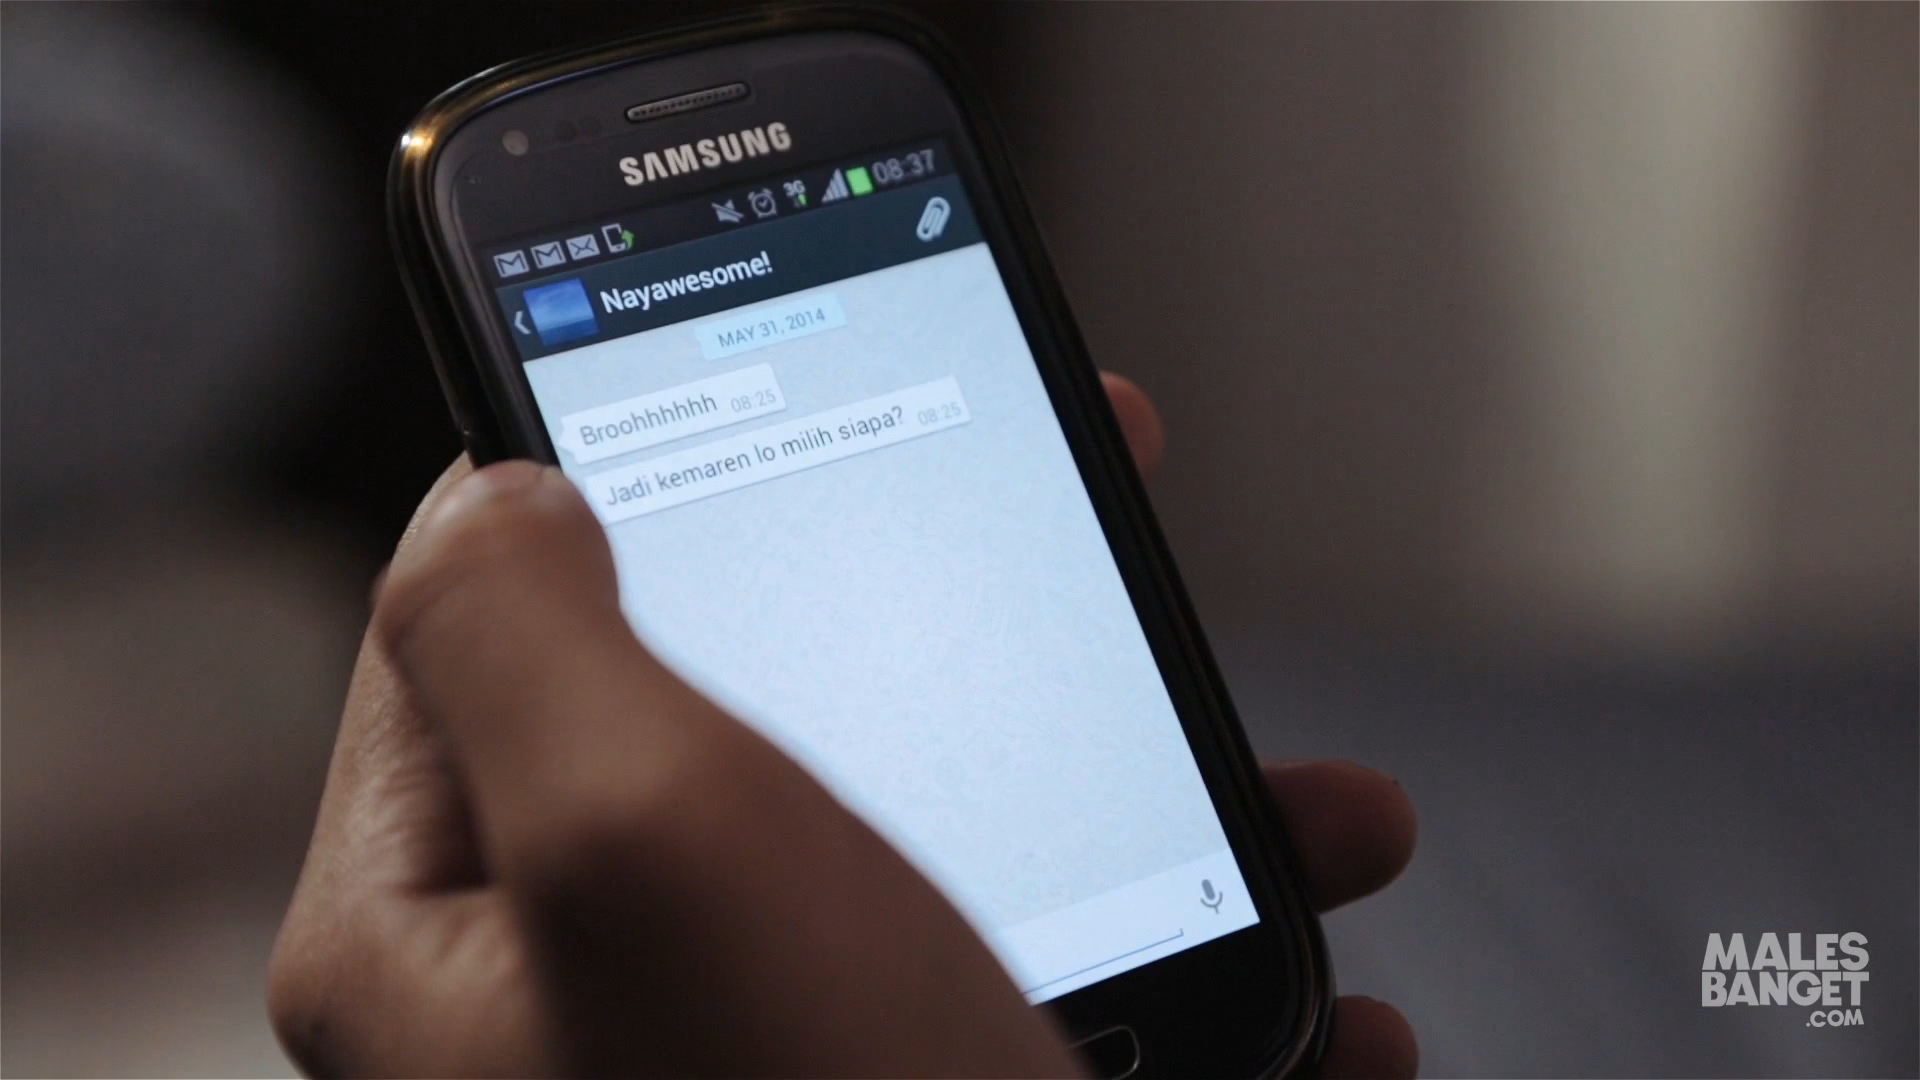 SAMSUNG
3G 08:37
Nayawesome!
MAY 31, 2014
Broohhhhhh 08:25
Jadi kemaren lo milih siapa? 08:25
MALES
BANGET
.COM